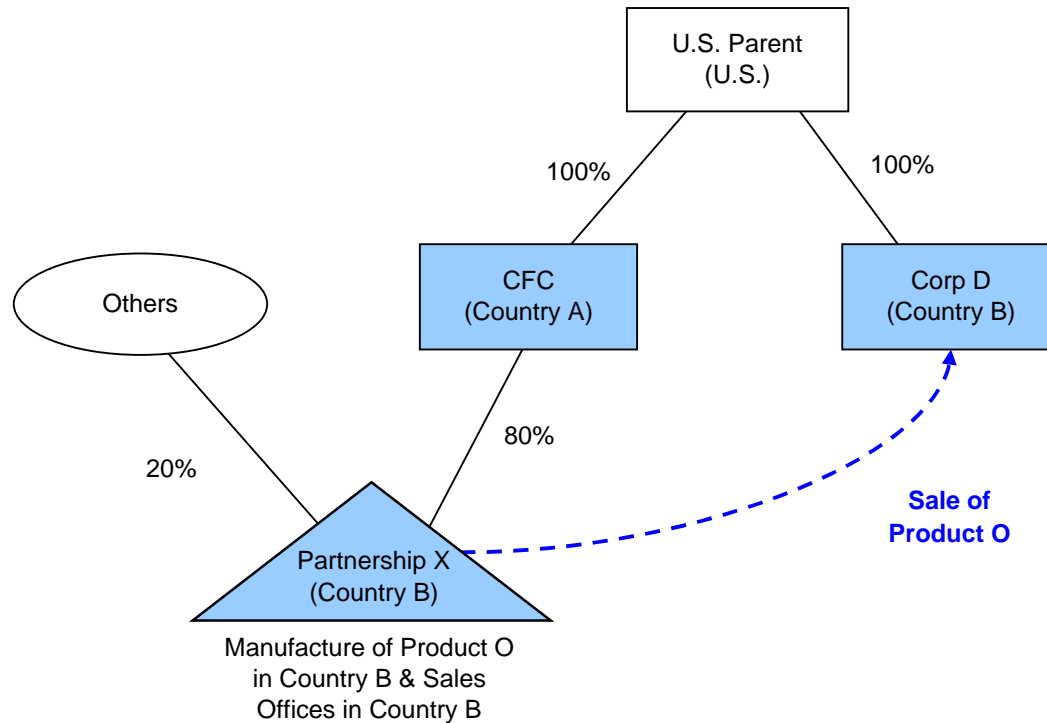 U.S. Parent
(U.S.)
100%
100%
CFC
(Country A)
Corp D
(Country B)
Others
20%
80%
Sale of
Product O
Partnership X
(Country B)
Manufacture of Product O
in Country B & Sales
Offices in Country B